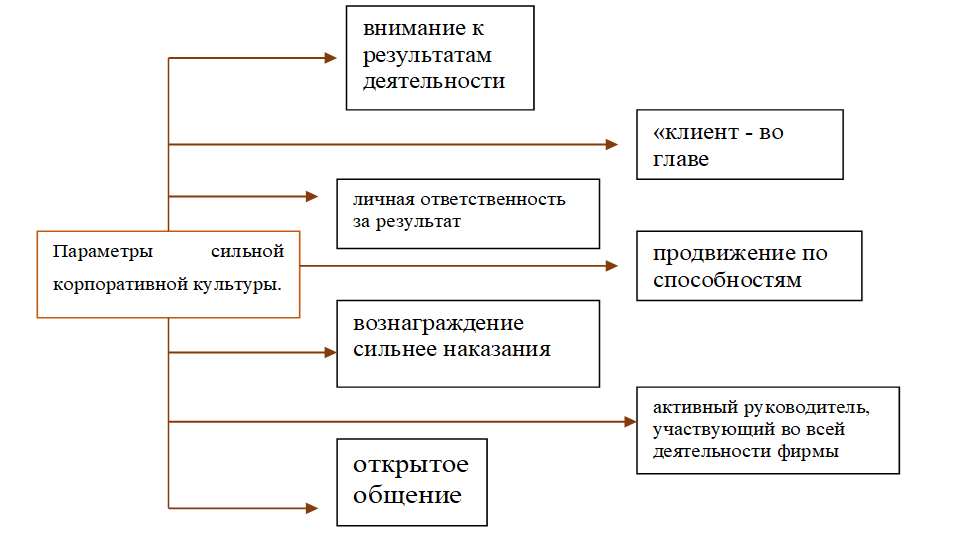 внимание к
результатам
деятельности
«клиент - во
главе
личная ответственность
за результат
Параметры сильной
корпоративной культуры.
продвижение по
способностям
вознаграждение
сильнее наказания
активный руководитель,
участвующий во всей
деятельности фирмы
открытое
общение